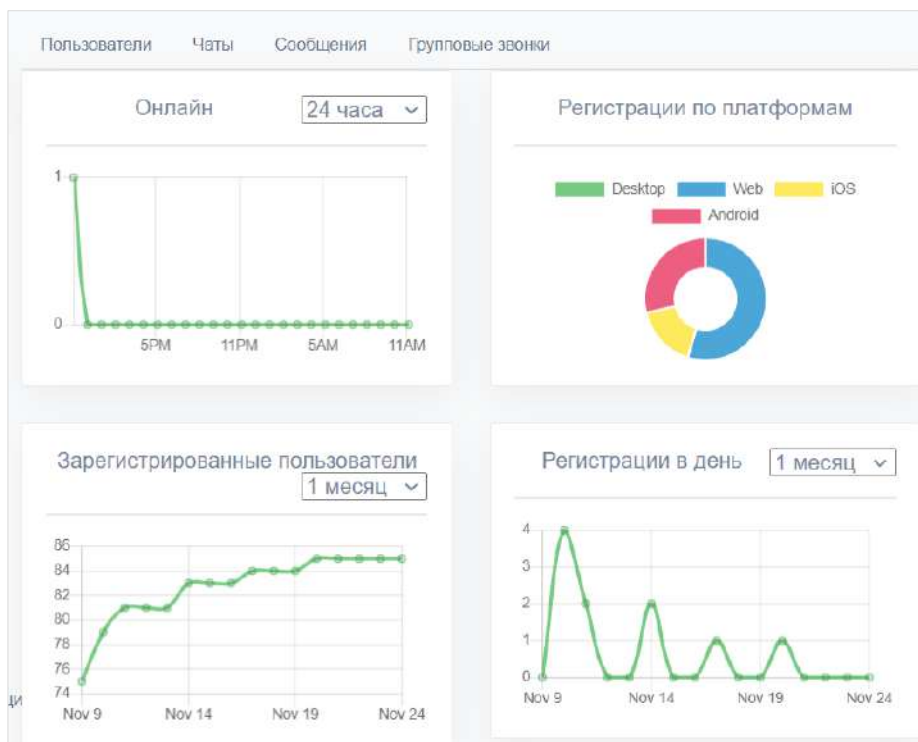 Пользователи Чаты Сообщения Групповые звонки
Онлайн 24 часа
1
0
5PM 11PM 5AM 11AM
Регистрации по платформам
Desktop Web iOS
Android
Зарегистрированные пользователи
1 месяц
86
84
82
80
78
76
74
Nov 9 Nov 14 Nov 19 Nov 24
Регистрации в день 1 месяц
4
3
2
1
0
Nov 9 Nov 14 Nov 19 Nov 24